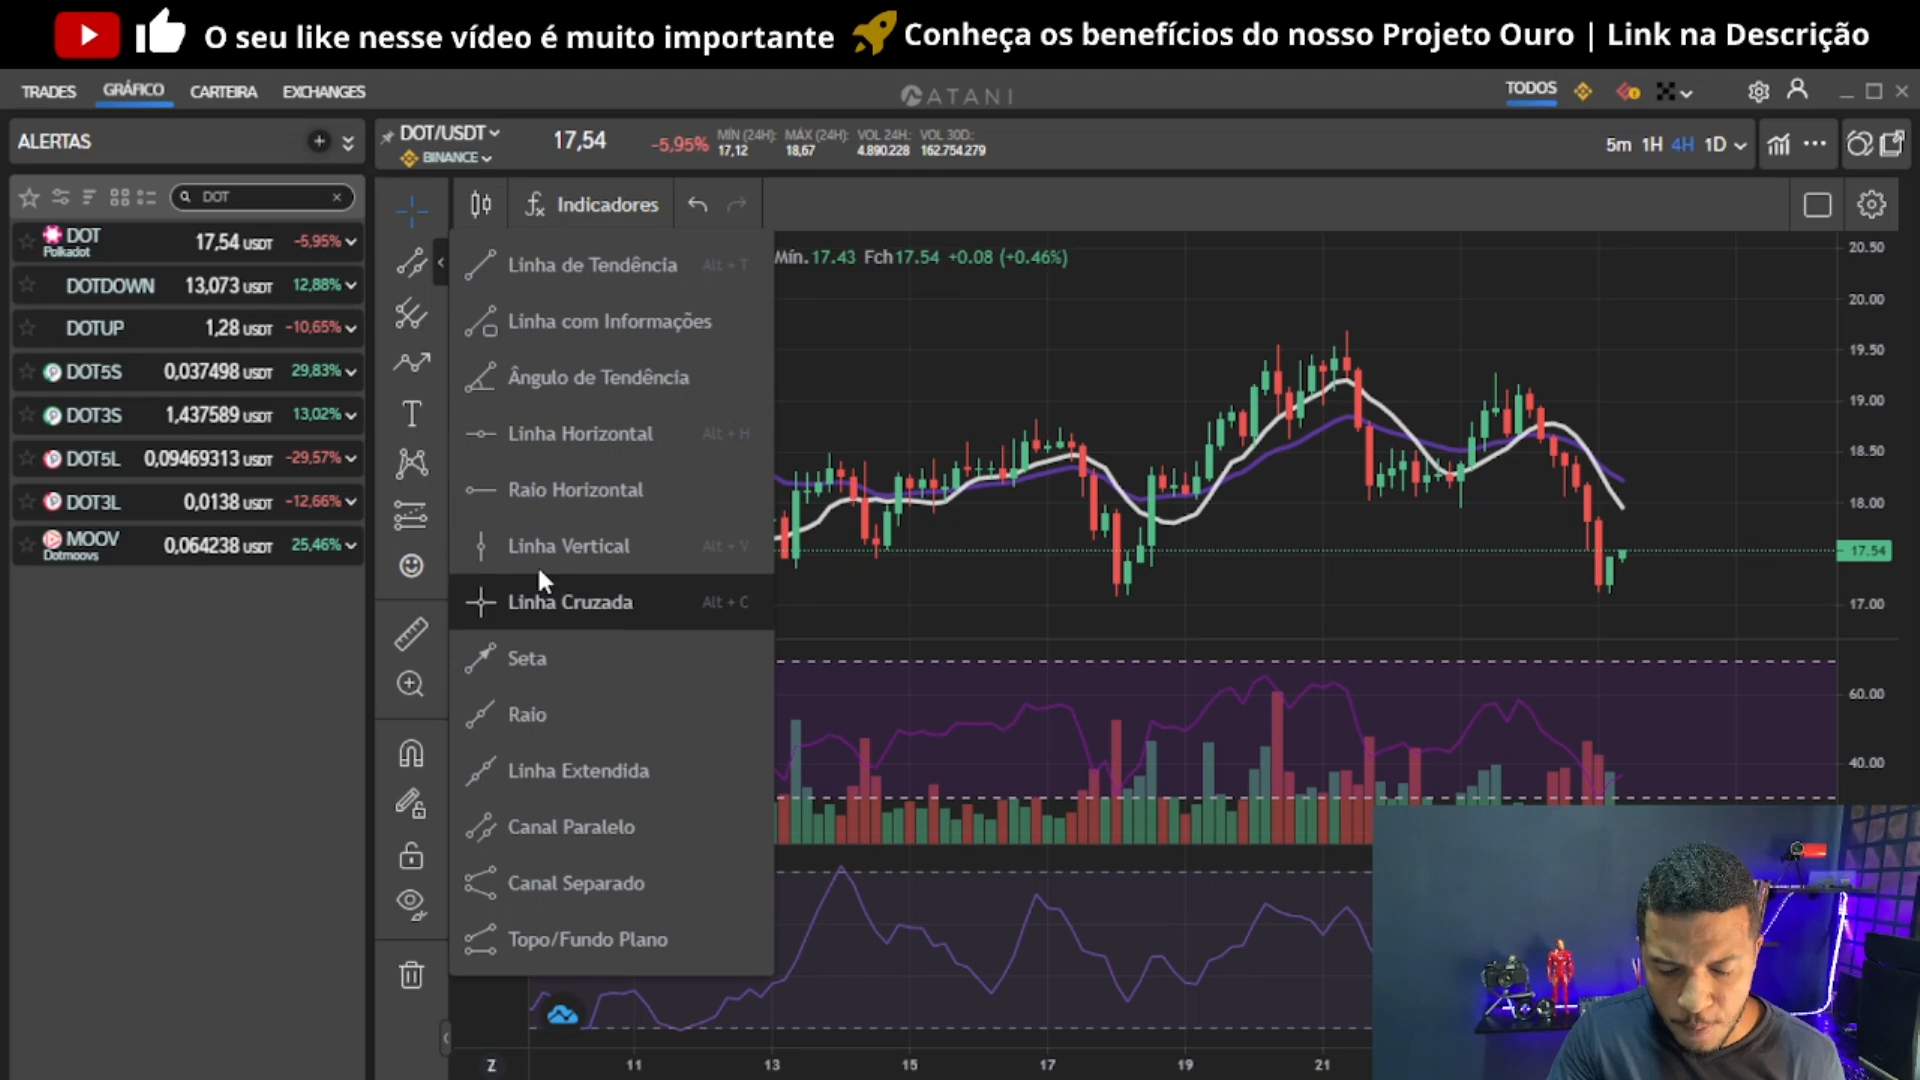 O seu like nesse vídeo é muito importante
Conheça os benefícios do nosso Projeto Ouro | Link na Descrição
TRADES
GRÁFICO
CARTEIRA
EXCHANGES
ATANI
TODOS
ALERTAS
DOT/USDT
BINANCE
17,54
-5,95%
MÍN (24H):
17,12
MÁX (24H):
18,67
VOL 24H:
4.890.228
VOL 30D:
162.754.279
5m 1H 4H 1D
DOT
Indicadores
DOT
Polkadot
17,54 USDT -5,95%
DOTDOWN 13,073 USDT 12,88%
DOTUP 1,28 USDT -10,65%
DOT5S 0,037498 USDT 29,83%
DOT3S 1,437589 USDT 13,02%
DOT5L 0,09469313 USDT -29,57%
DOT3L 0,0138 USDT -12,66%
MOOV
Dotmoovs
0,064238 USDT 25,46%
Linha de Tendência Alt + T
Linha com Informações
Ângulo de Tendência
Linha Horizontal Alt + H
Raio Horizontal
Linha Vertical Alt + V
Linha Cruzada Alt + C
Seta
Raio
Linha Extendida
Canal Paralelo
Canal Separado
Topo/Fundo Plano
Mín. 17.43 Fch 17.54 +0.08 (+0.46%)
20.50
20.00
19.50
19.00
18.50
18.00
17.54
17.00
60.00
40.00
Z
11
13
15
17
19
21